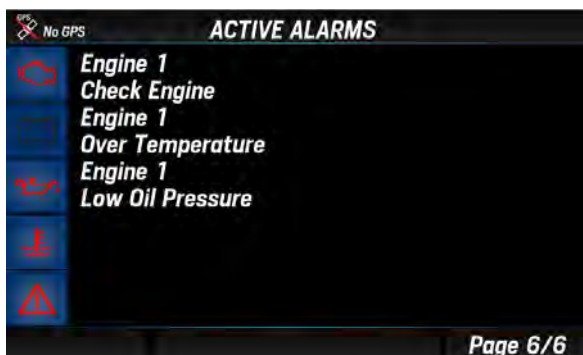 GPS
No GPS
ACTIVE ALARMS
Engine 1
Check Engine
Engine 1
Over Temperature
Engine 1
Low Oil Pressure
Page 6/6